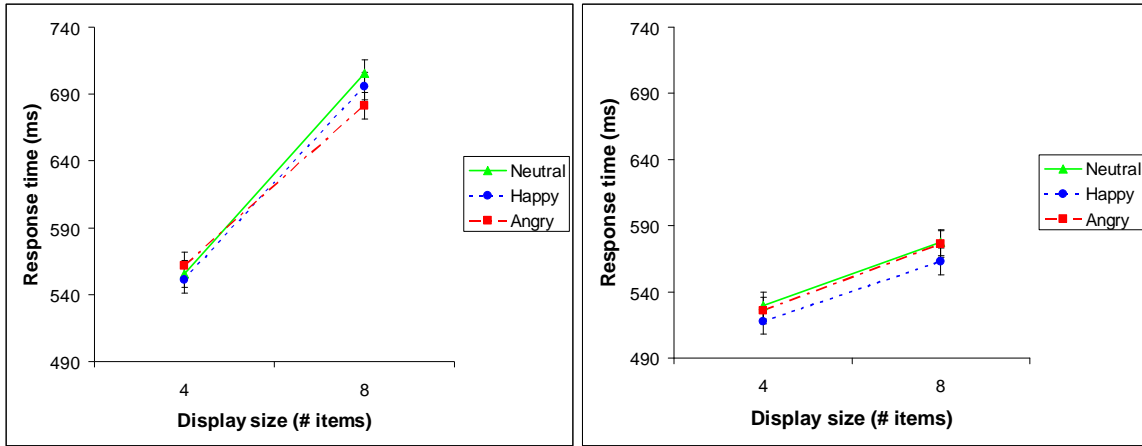 740
690
640
590
540
490
Response time (ms)
4
8
Display size (# items)
Neutral
Happy
Angry
740
690
640
590
540
490
Response time (ms)
4
8
Display size (# items)
Neutral
Happy
Angry